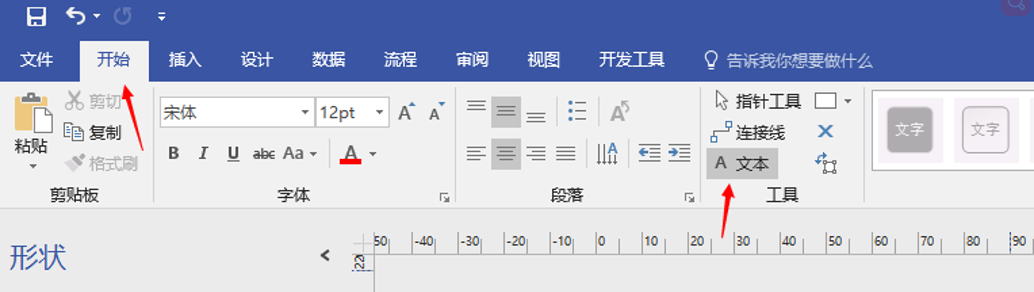 文件 开始 插入 设计 数据 流程 审阅 视图 开发工具 告诉我你想要做什么
剪切
复制
粘贴
格式刷
剪贴板
宋体 12pt A A
B I U abc Aa A
字体
A
A
段落
指针工具
连接线
A 文本
工具
文字 文字
形状
50 -40 -30 -20 -10 0 10 20 30 40 50 60 70 80 90